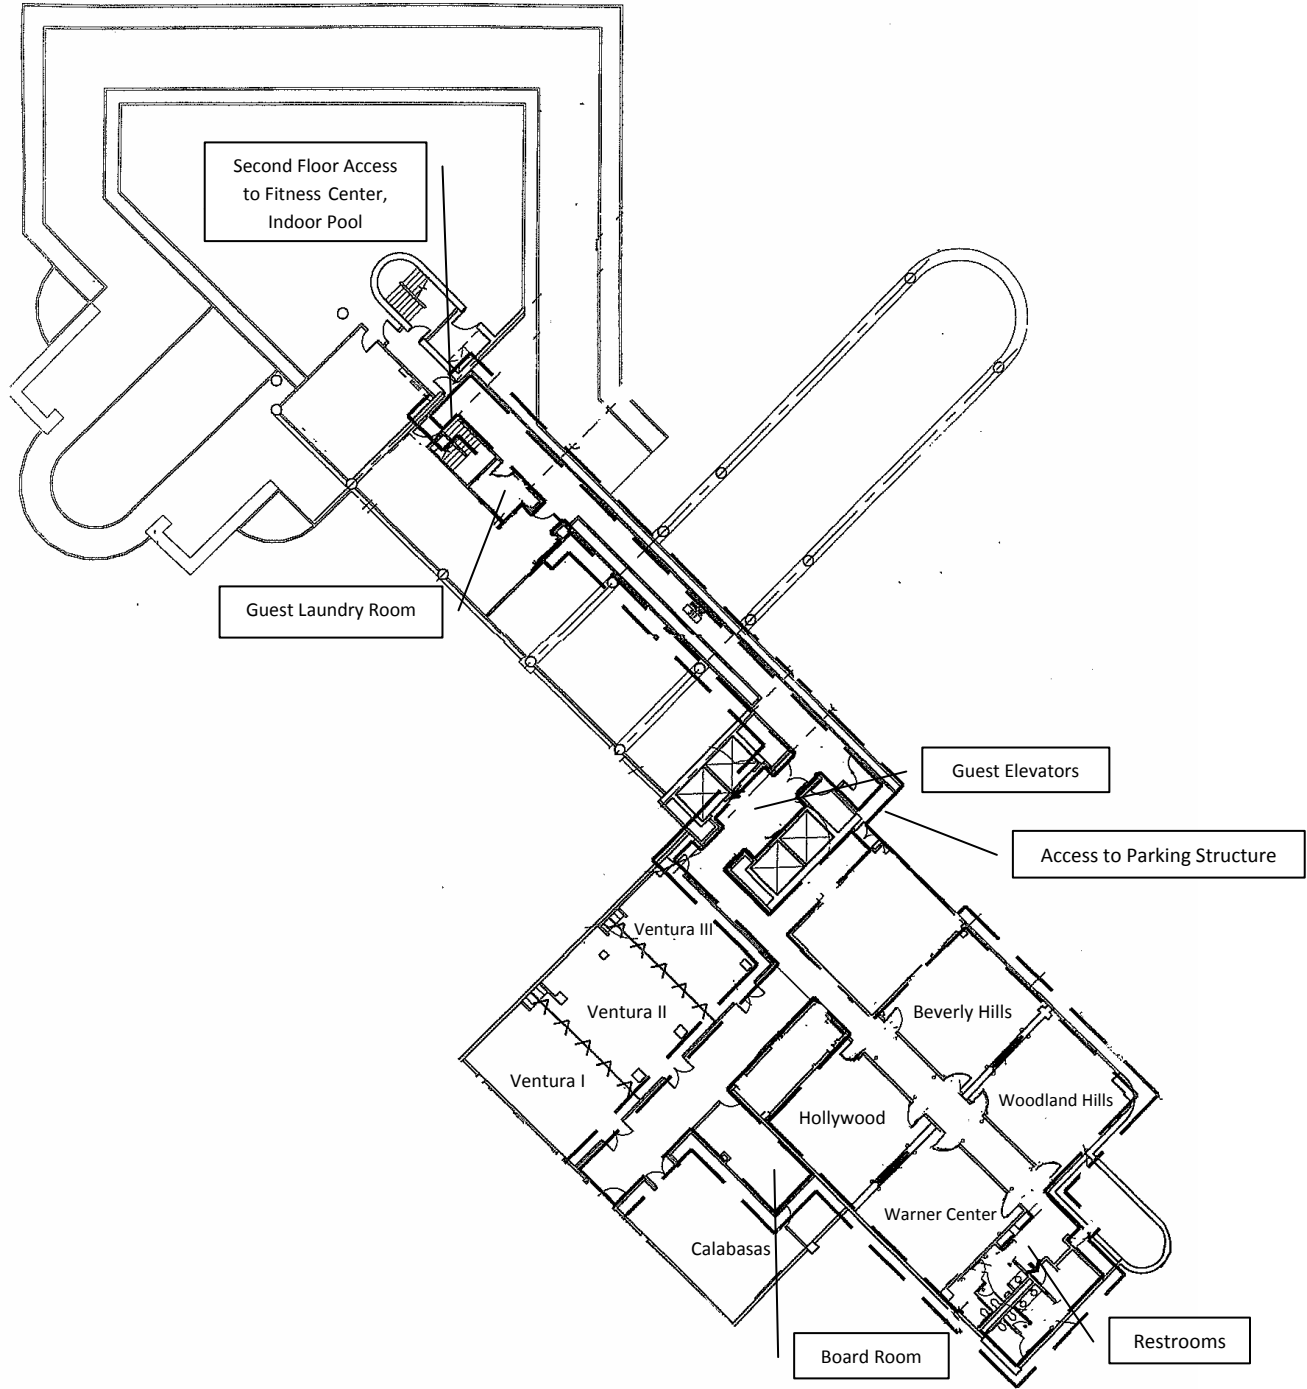 Second Floor Access
to Fitness Center,
Indoor Pool
Guest Laundry Room
Guest Elevators
Access to Parking Structure
Ventura III
Ventura II
Beverly Hills
Ventura I
Woodland Hills
Hollywood
Warner Center
Calabasas
Restrooms
Board Room